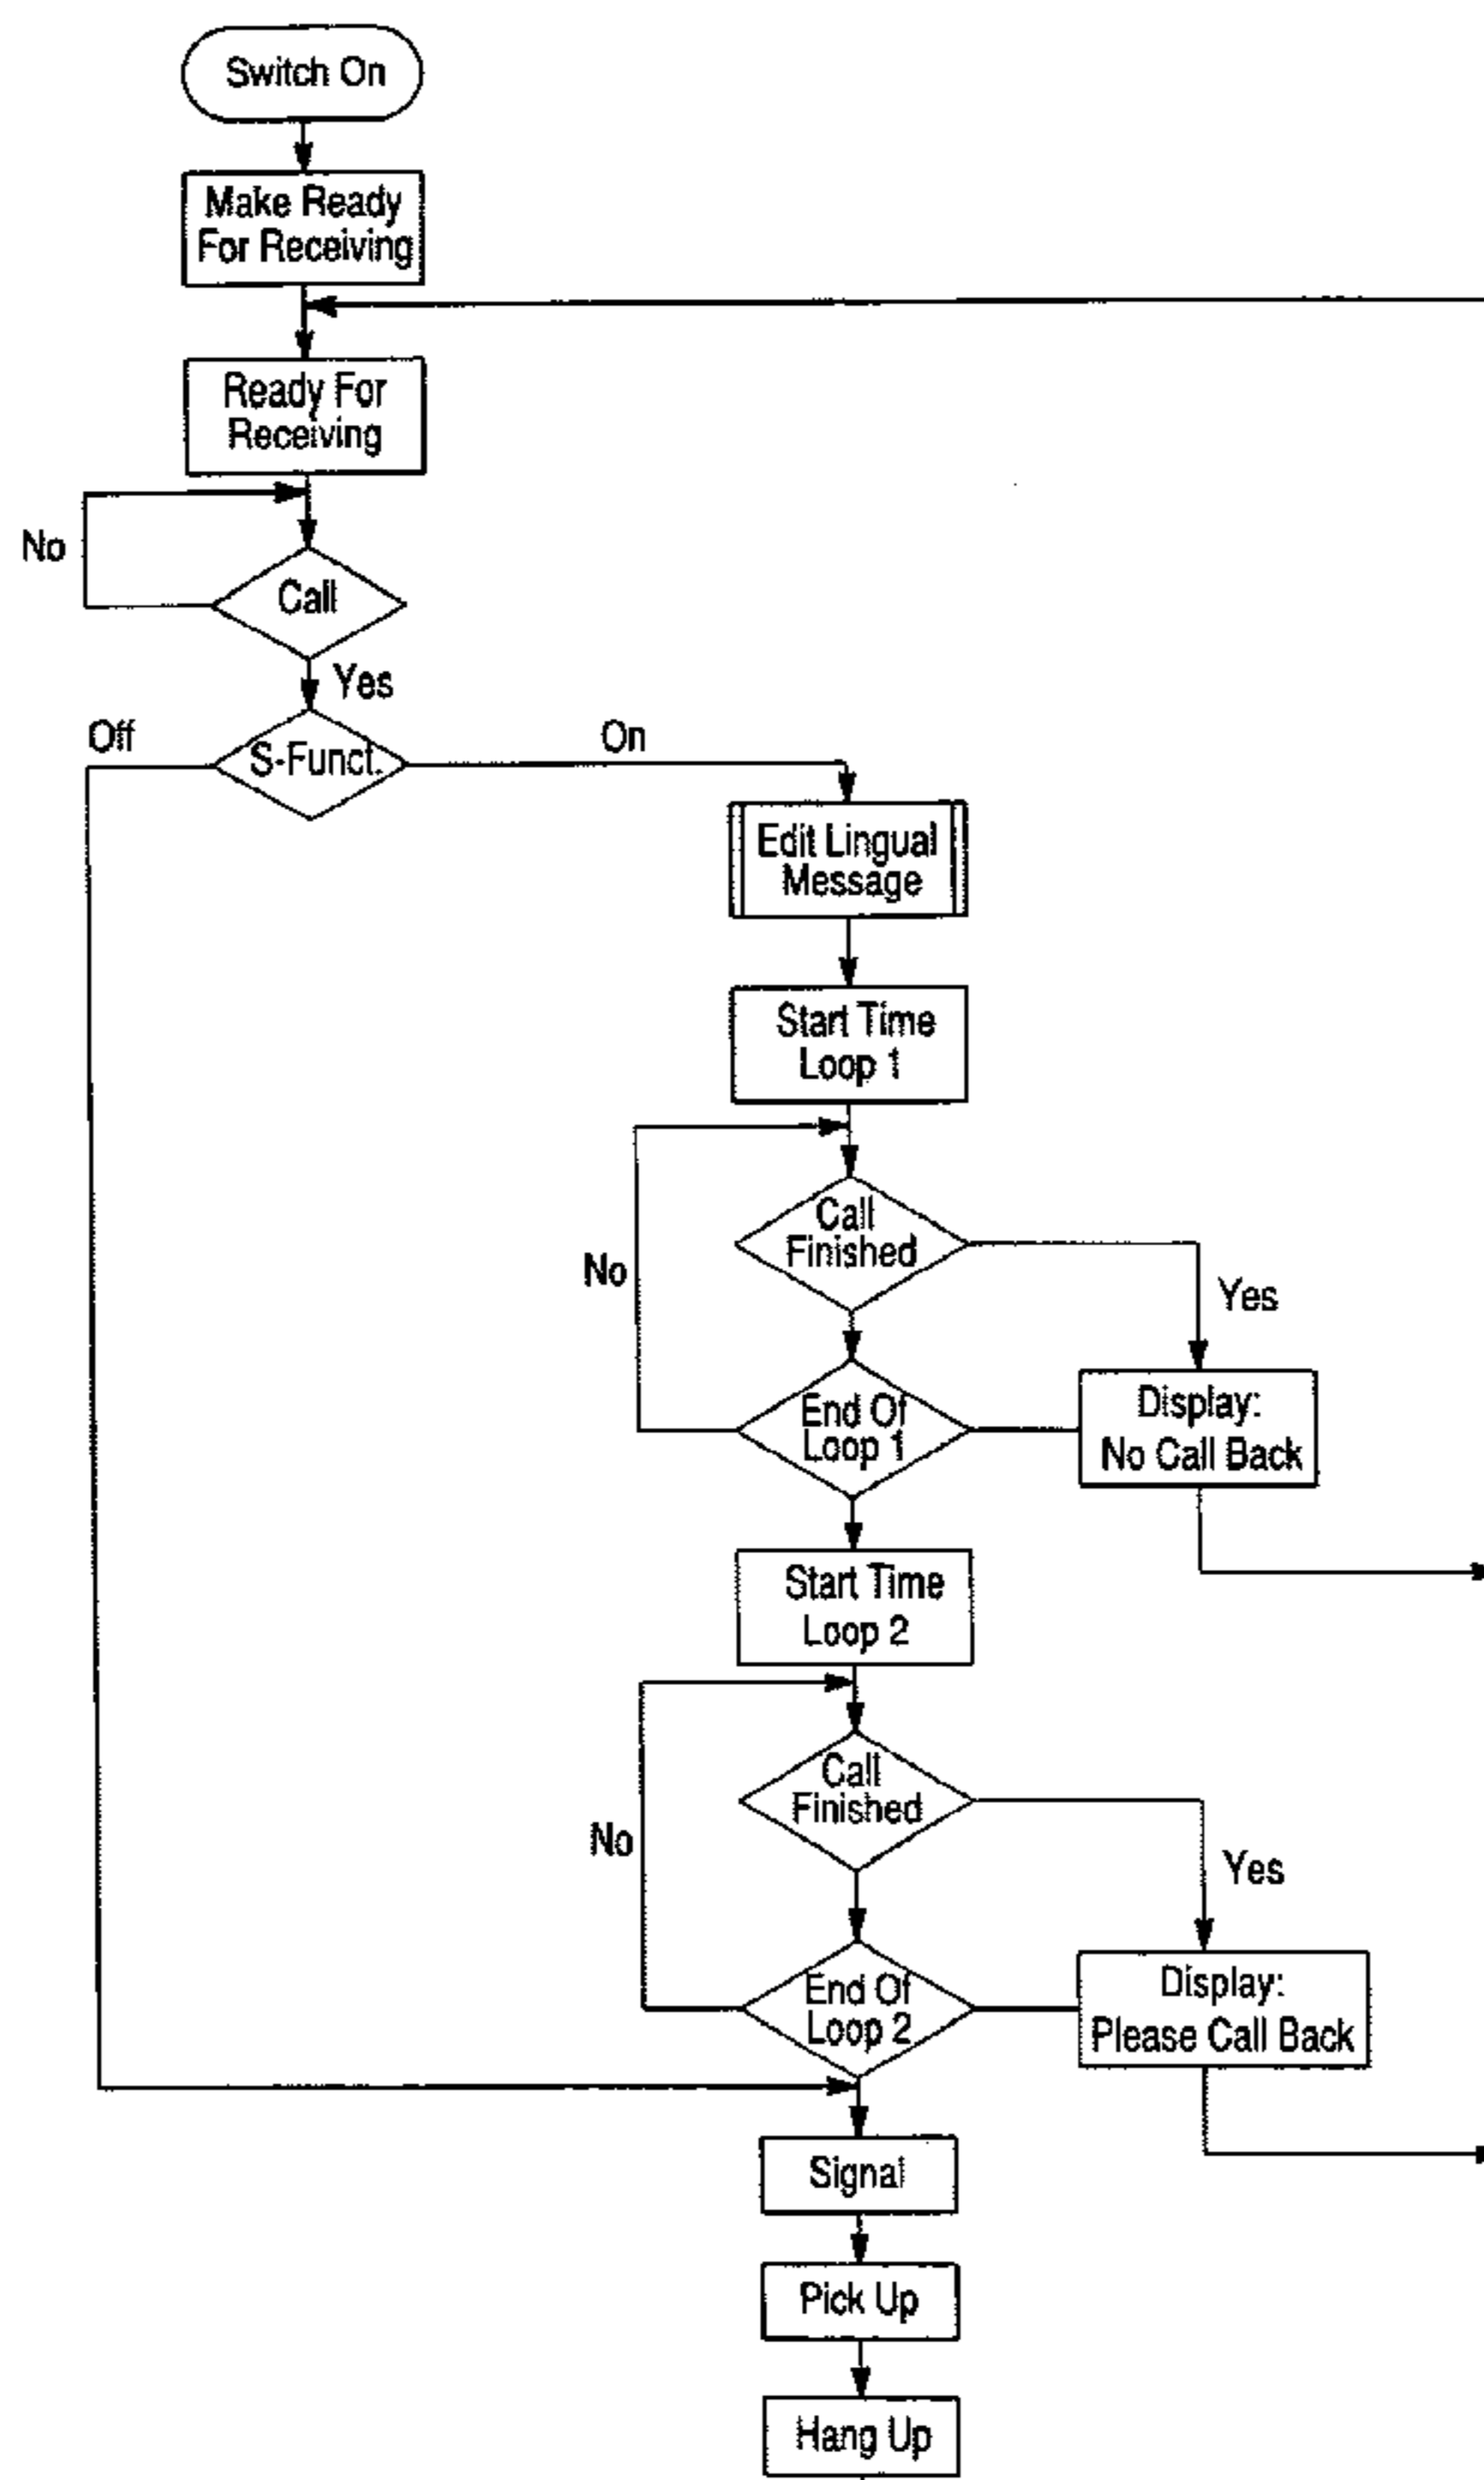 Switch On
Make Ready
For Receiving
Ready For
Receiving
No
Call
Yes
Off
S-Funct.
On
Edit Lingual
Message
Start Time
Loop 1
Call
Finished
No
Yes
End Of
Loop 1
Display:
No Call Back
Start Time
Loop 2
Call
Finished
No
Yes
End Of
Loop 2
Display:
Please Call Back
Signal
Pick Up
Hang Up